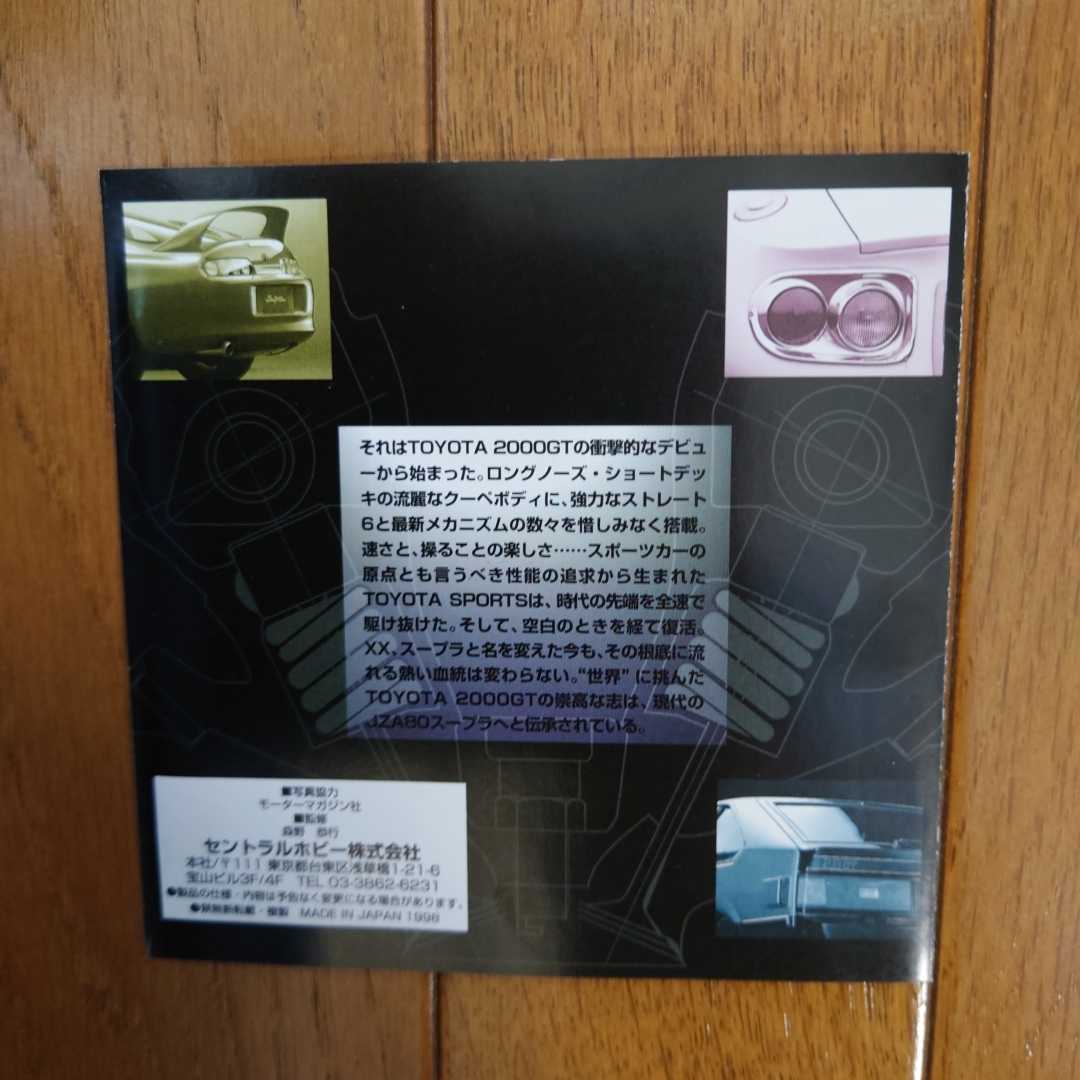 Supra
それはTOYOTA 2000GTの衝撃的なデビュ
ーから始まった。ロングノーズ・ショートデッ
キの流麗なクーペボディに、強力なストレート
6と最新メカニズムの数々を惜しみなく搭載。
速さと、操ることの楽しさ……スポーツカーの
原点とも言うべき性能の追求から生まれた
TOYOTA SPORTSは、時代の先端を全速で
駆け抜けた。そして、空白のときを経て復活。
XX、スープラと名を変えた今も、その根底に流
れる熱い血統は変わらない。“世界”に挑んだ
TOYOTA 2000GTの崇高な志は、現代の
JZA80スープラへと伝承されている。
■写真協力
モーターマガジン社
■監修
森野 恭行
セントラルホビー株式会社
本社/〒111 東京都台東区浅草橋1-21-6
宝山ビル3F/4F TEL 03-3862-6231
●製品の仕様・内容は予告なく変更になる場合があります。
●禁無断転載・複製 MADE IN JAPAN 1998